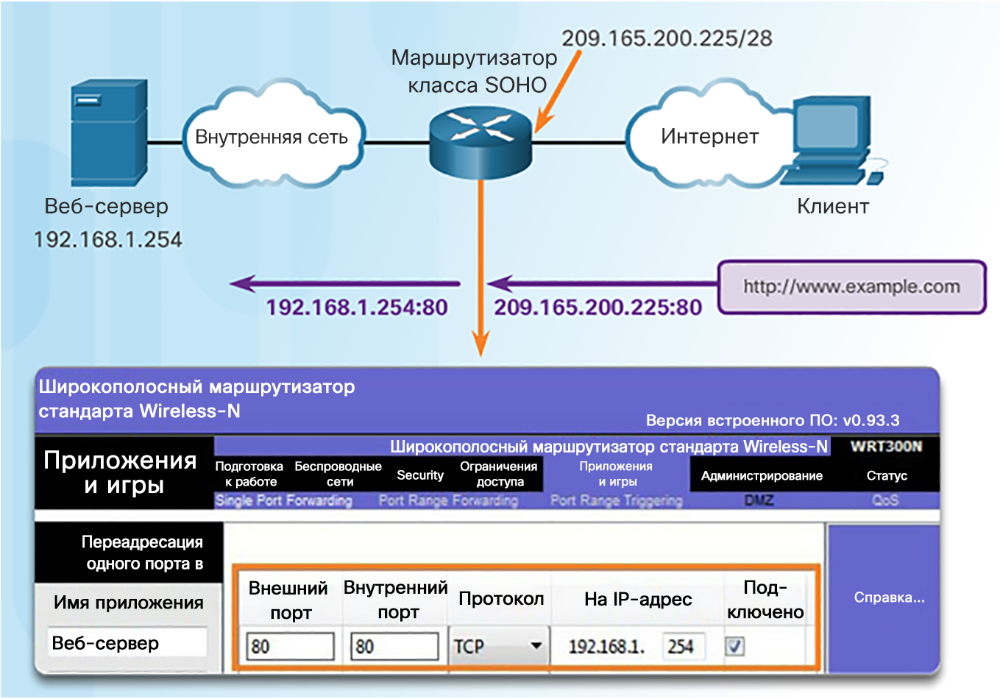 209.165.200.225/28
Маршрутизатор
класса SOHO
Внутренняя сеть
Интернет
Веб-сервер
192.168.1.254
Клиент
http://www.example.com
192.168.1.254:80
209.165.200.225:80
Широкополосный маршрутизатор
стандарта Wireless-N
Версия встроенного ПО: v0.93.3
Приложения
и игры
Широкополосный маршрутизатор стандарта Wireless-N
WRT300N
Подготовка
к работе
Беспроводные
сети
Security
Ограничения
доступа
Приложения
и игры
Администрирование
Статус
Single Port Forwarding
Port Range Forwarding
Port Range Triggering
DMZ
QoS
Переадресация
одного порта в
Имя приложения
Веб-сервер
Внешний
порт
Внутренний
порт
Протокол
На IP-адрес
Под-
ключено
80
80
TCP
192.168.1.
254
Справка...